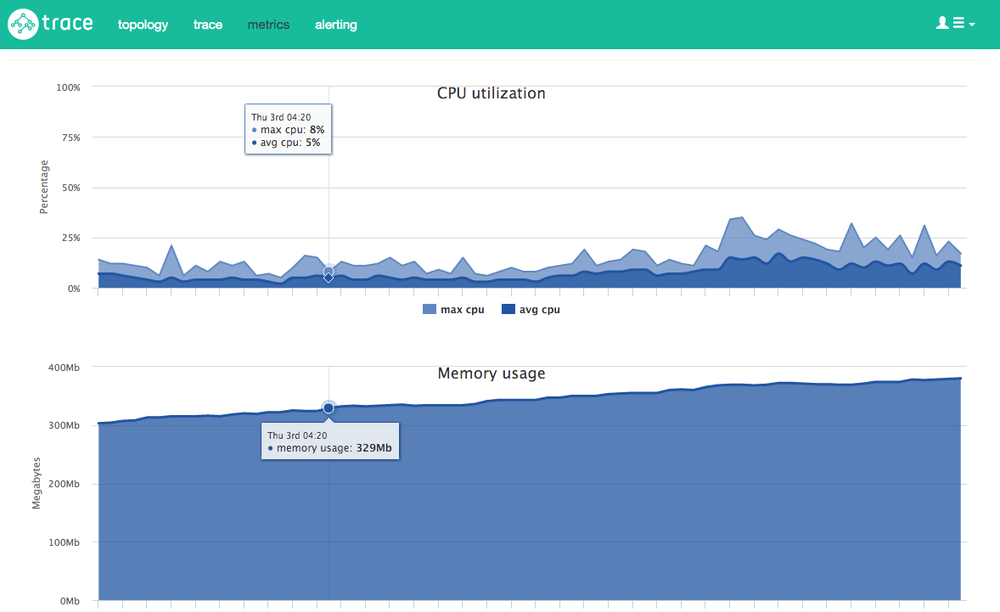 trace topology trace metrics alerting
CPU utilization
100%
75%
50%
25%
0%
Percentage
Thu 3rd 04:20
max cpu: 8%
avg cpu: 5%
max cpu avg cpu
Memory usage
400Mb
300Mb
200Mb
100Mb
0Mb
Megabytes
Thu 3rd 04:20
memory usage: 329Mb